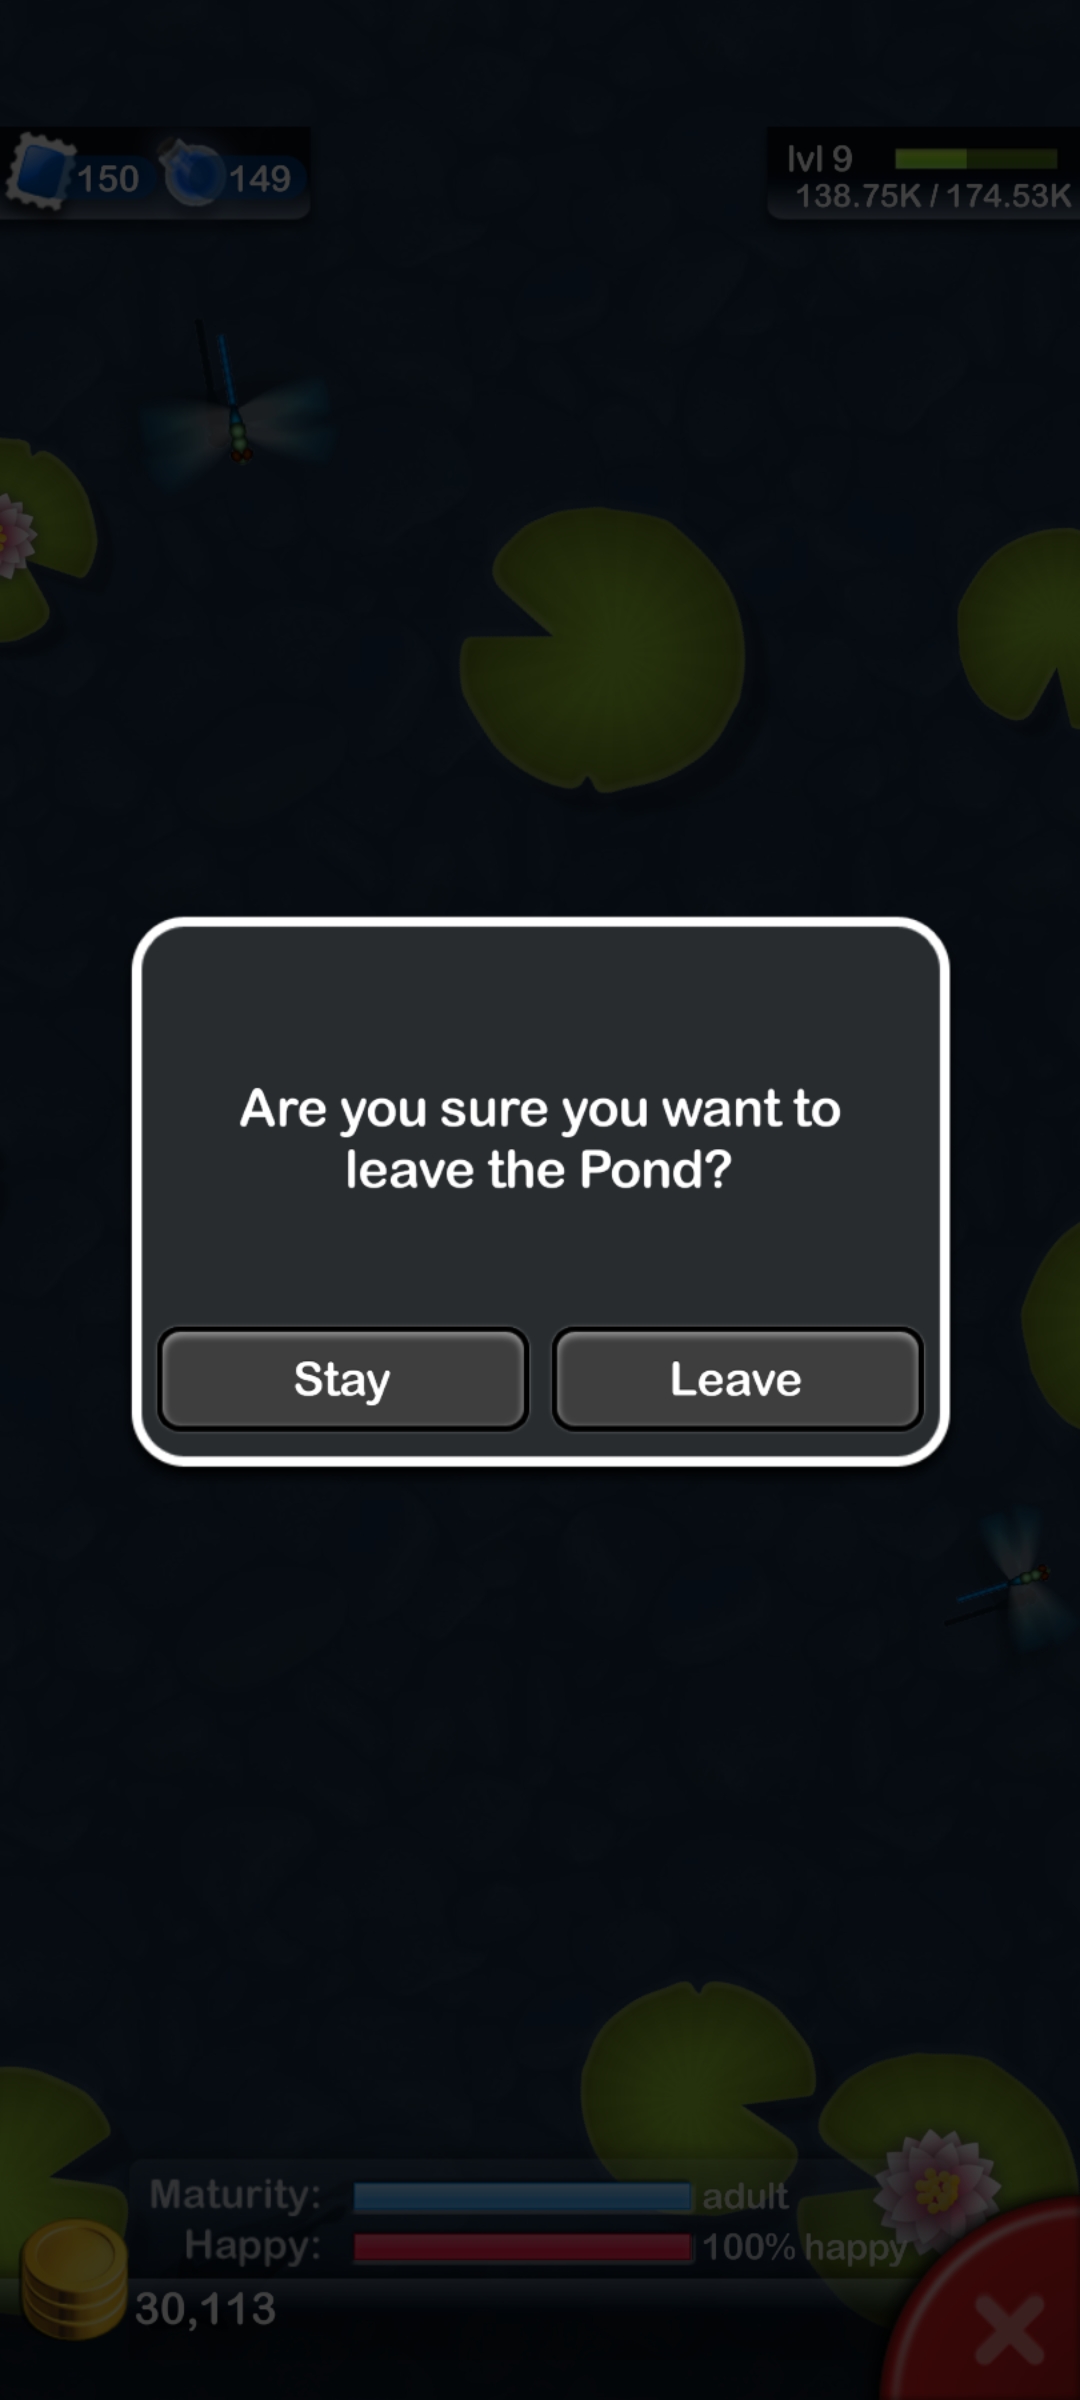 150
149
lvl 9
138.75K / 174.53K
Are you sure you want to
leave the Pond?
Stay
Leave
Maturity: adult
Happy: 100% happy
30,113